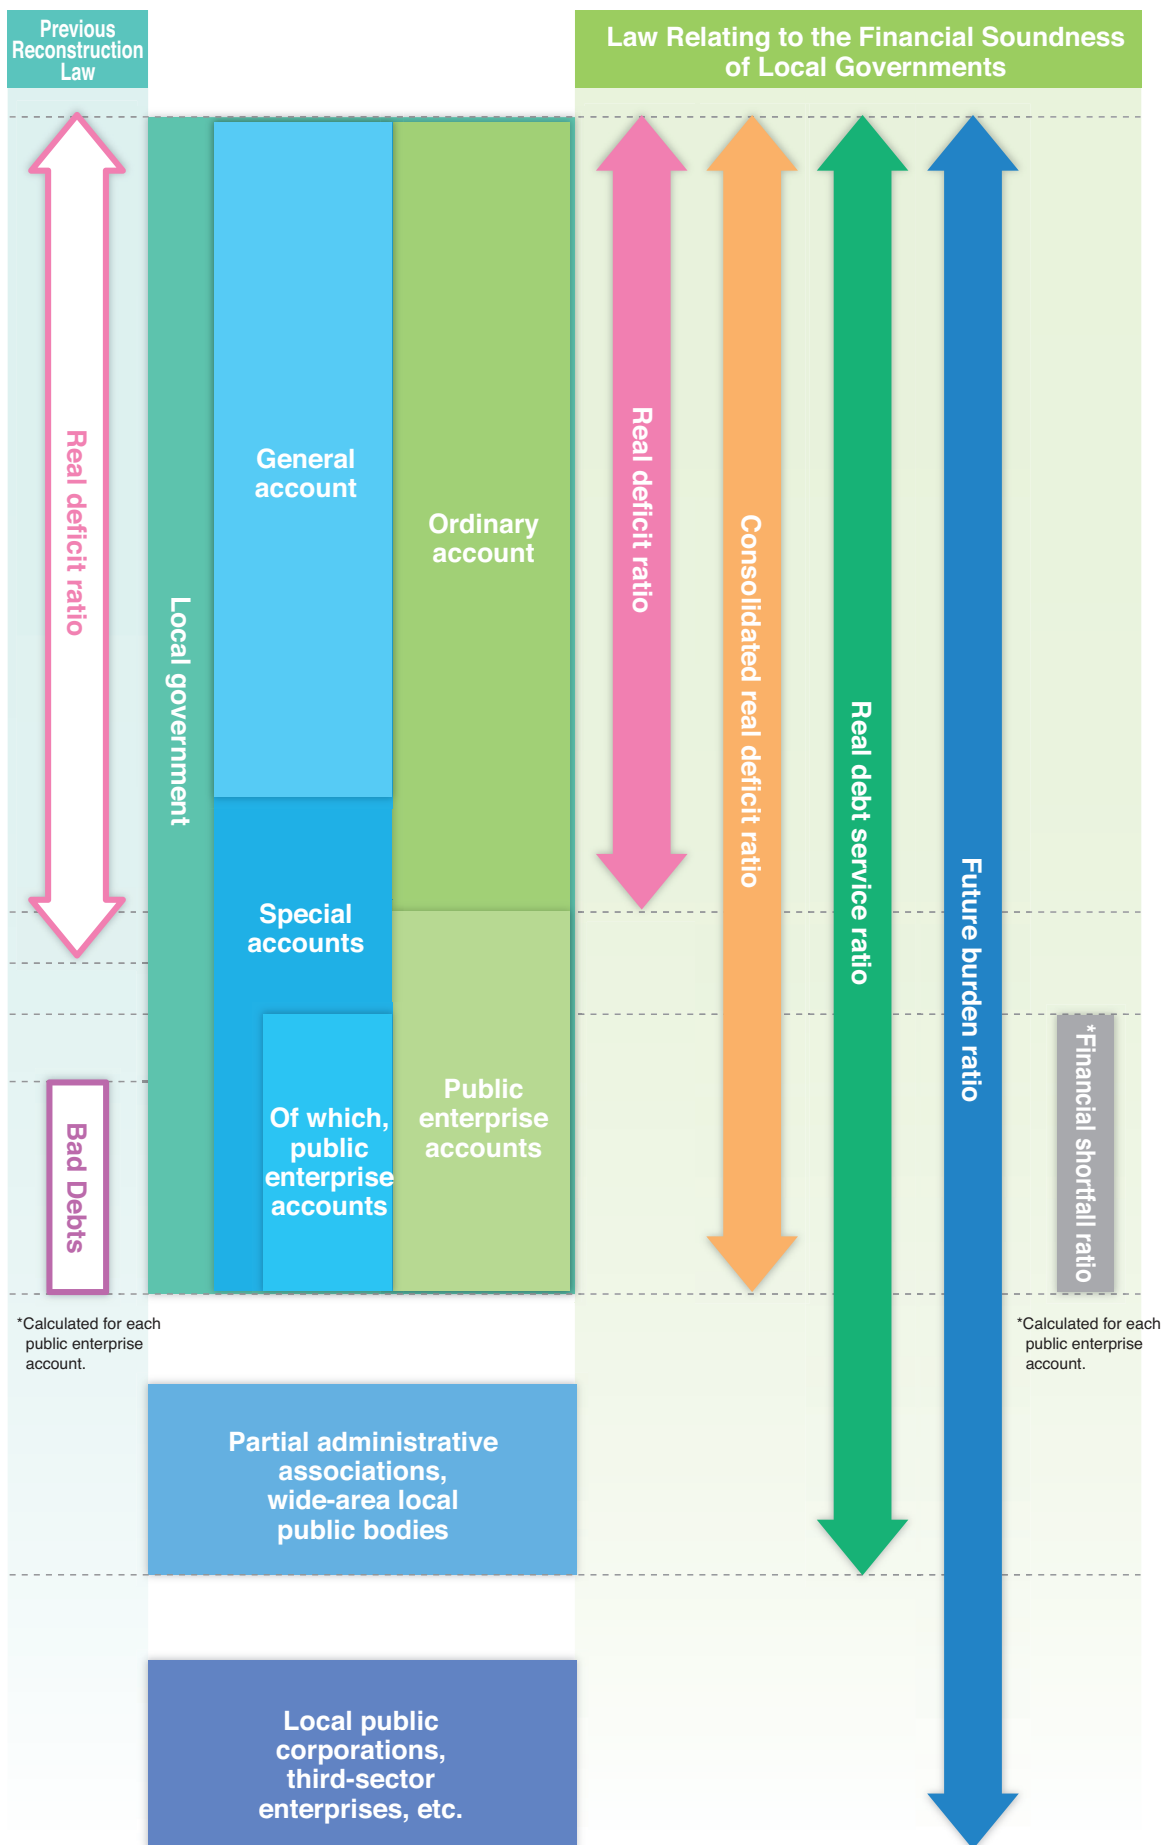 Previous
Reconstruction
Law
Law Relating to the Financial Soundness
of Local Governments
Real deficit ratio
Local government
General
account
Ordinary
account
Real deficit ratio
Consolidated real deficit ratio
Real debt service ratio
Future burden ratio
Special
accounts
*Financial shortfall ratio
Bad Debts
Of which,
public
enterprise
accounts
Public
enterprise
accounts
*Calculated for each
public enterprise
account.
*Calculated for each
public enterprise
account.
Partial administrative
associations,
wide-area local
public bodies
Local public
corporations,
third-sector
enterprises, etc.